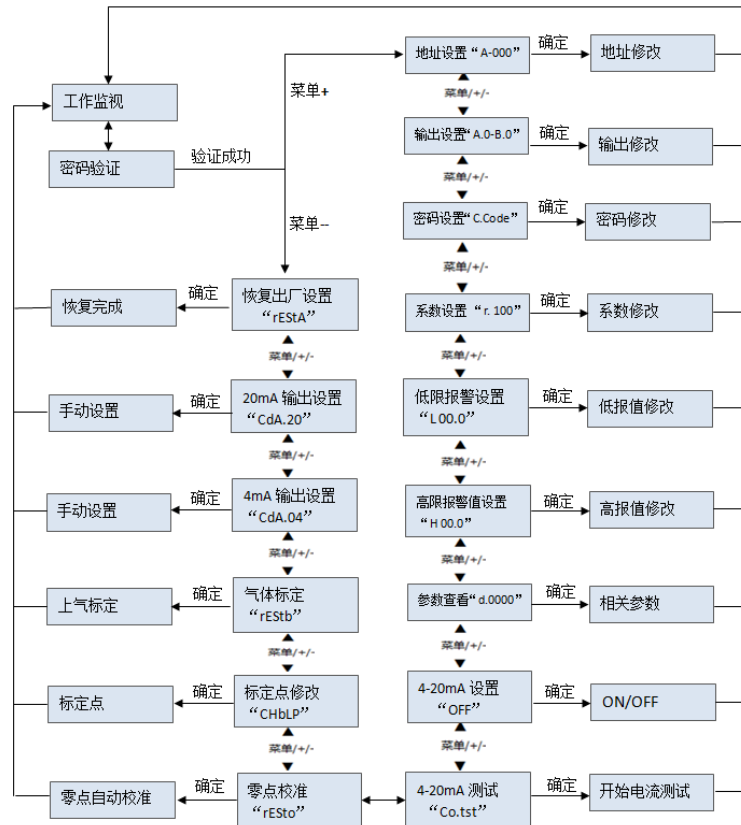 地址设置 “A-000”
确定
地址修改
工作监视
菜单+
菜单/+/-
输出设置“A.0-B.0”
确定
输出修改
密码验证
验证成功
菜单/+/-
密码设置“C.Code”
确定
密码修改
菜单--
菜单/+/-
恢复完成
确定
恢复出厂设置
“rEStA”
系数设置 “r. 100”
确定
系数修改
菜单/+/-
菜单/+/-
手动设置
确定
20mA 输出设置
“CdA.20”
低限报警设置
“L00.0”
确定
低报值修改
菜单/+/-
菜单/+/-
手动设置
确定
4mA 输出设置
“CdA.04”
高限报警值设置
“H 00.0”
确定
高报值修改
菜单/+/-
菜单/+/-
上气标定
确定
气体标定
“rEStb”
参数查看“d.0000”
确定
相关参数
菜单/+/-
菜单/+/-
标定点
确定
标定点修改
“CHbLP”
4-20mA 设置
“OFF”
确定
ON/OFF
菜单/+/-
菜单/+/-
零点自动校准
确定
零点校准
“rESto”
4-20mA 测试
“Co.tst”
确定
开始电流测试